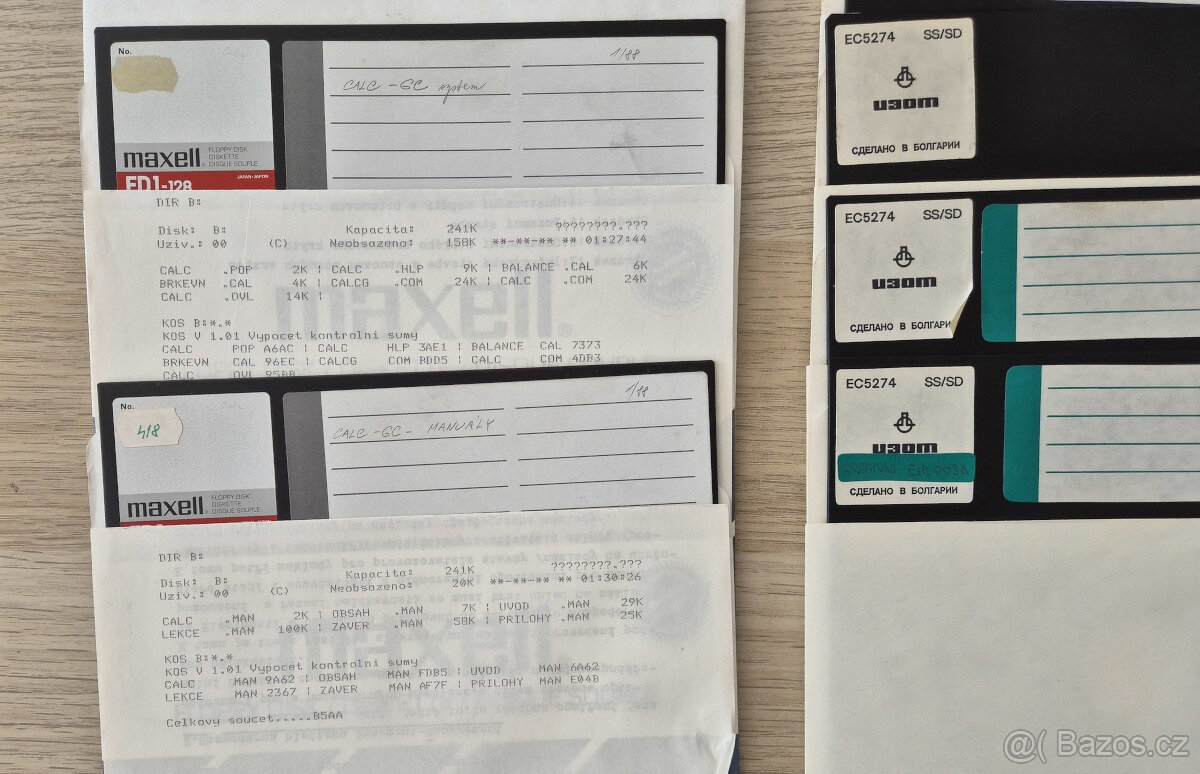 No.
maxell
FLOPPY DISK
DISKETTE
DISQUE SOUPLE
JAPAN-JAPON
FD1-128
1/88
CALC - GC system
DIR B:
Disk: B: Kapacita: 241K ????????.???
Uziv.: 00 (C) Neobsazeno: 158K **-**-** ** 01:27:44
CALC .POP 2K | CALC .HLP 9K | BALANCE .CAL 6K
BRKEVN .CAL 4K | CALCG .COM 24K | CALC .COM 24K
CALC .OVL 14K |
KOS B:*.*
KOS V 1.01 Vypocet kontrolni sumy
CALC POP A6AC | CALC HLP 3AE1 | BALANCE CAL 7373
BRKEVN CAL 96EC | CALCG COM BDD5 | CALC COM 4DB3
CALC OVL 95BB
No.
4/8
maxell
FLOPPY DISK
DISKETTE
DISQUE SOUPLE
1/88
CALC - GC - MANUÁLY
DIR B:
Disk: B: Kapacita: 241K ????????.???
Uziv.: 00 (C) Neobsazeno: 20K **-**-** ** 01:30:26
CALC .MAN 2K | OBSAH .MAN 7K | UVOD .MAN 29K
LEKCE .MAN 100K | ZAVER .MAN 58K | PRILOHY .MAN 25K
KOS B:*.*
KOS V 1.01 Vypocet kontrolni sumy
CALC MAN 9A62 | OBSAH MAN FDB5 | UVOD MAN 6A62
LEKCE MAN 2367 | ZAVER MAN AF7F | PRILOHY MAN E04B
Celkovy soucet.....B5AA
EC5274 SS/SD
изот
СДЕЛАНО В БОЛГАРИИ
EC5274 SS/SD
изот
СДЕЛАНО В БОЛГАРИ
EC5274 SS/SD
изот
СДЕЛАНО В БОЛГАРИИ
@( Bazos.cz